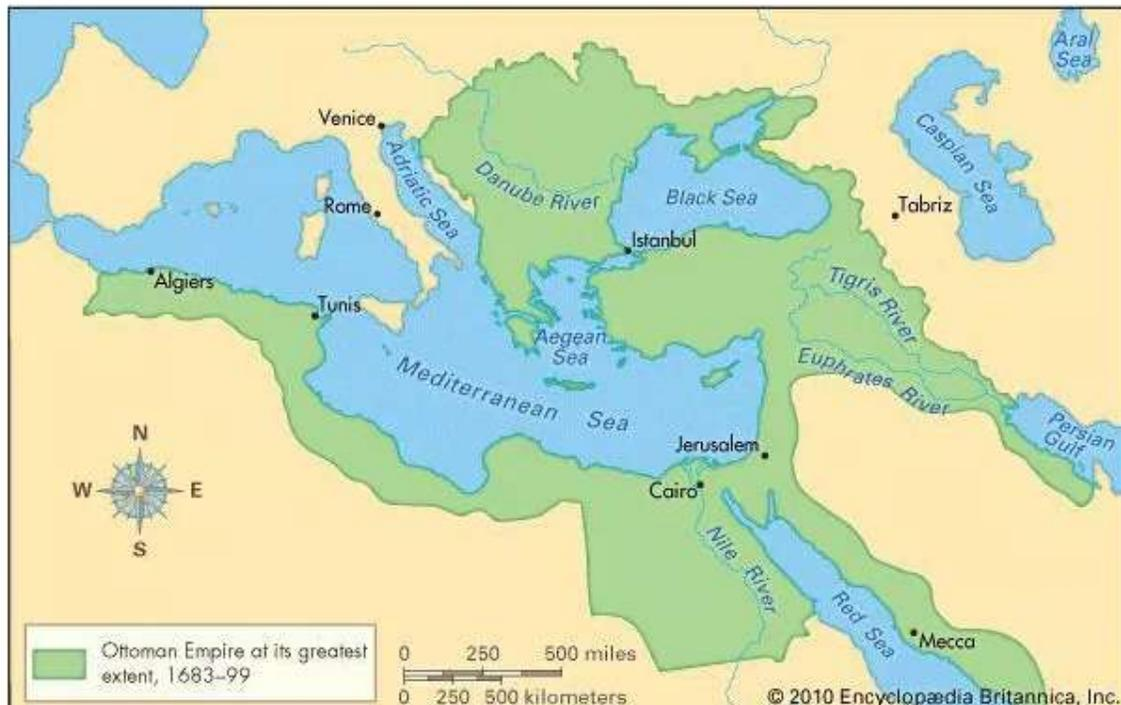 Aral
Sea
Caspian Sea
Venice
Adriatic Sea
Danube River
Black Sea
Rome
Tabriz
Istanbul
Algiers
Tigris River
Tunis
Aegean
Sea
Euphrates River
Mediterranean Sea
Persian
Gulf
Jerusalem
Cairo
N
W
E
S
Nile River
Red Sea
Mecca
Ottoman Empire at its greatest
extent, 1683–99
0 250 500 miles
0 250 500 kilometers
© 2010 Encyclopædia Britannica, Inc.